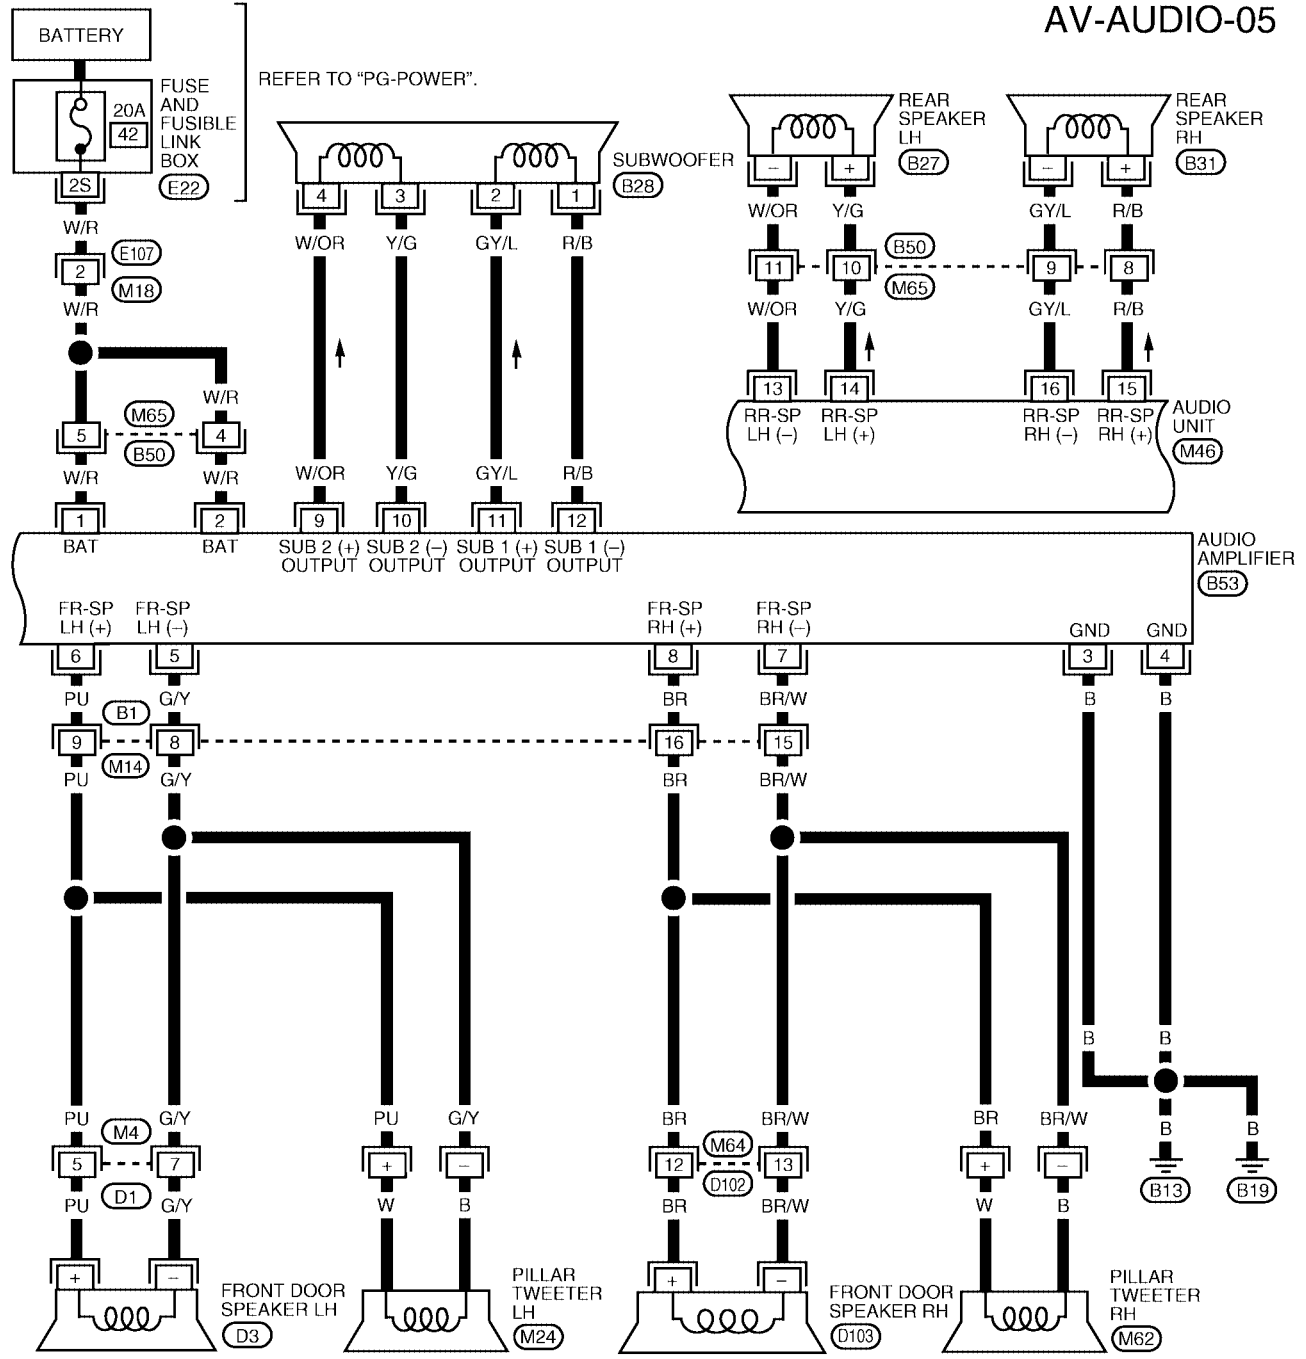 AV-AUDIO-05
BATTERY
REFER TO “PG-POWER”.
20A
42
FUSE
AND
FUSIBLE
LINK
BOX
E22
2S
W/R
2
E107
M18
W/R
W/R
5
M65
B50
4
W/R
W/R
1
2
BAT
BAT
SUBWOOFER
B28
4
3
2
1
W/OR
Y/G
GY/L
R/B
W/OR
Y/G
GY/L
R/B
9
10
11
12
SUB 2 (+)
OUTPUT
SUB 2 (–)
OUTPUT
SUB 1 (+)
OUTPUT
SUB 1 (–)
OUTPUT
REAR
SPEAKER
LH
B27
REAR
SPEAKER
RH
B31
–
+
–
+
W/OR
Y/G
GY/L
R/B
11
10
B50
M65
9
8
W/OR
Y/G
GY/L
R/B
13
14
16
15
RR-SP
LH (–)
RR-SP
LH (+)
RR-SP
RH (–)
RR-SP
RH (+)
AUDIO
UNIT
M46
AUDIO
AMPLIFIER
B53
FR-SP
LH (+)
FR-SP
LH (–)
FR-SP
RH (+)
FR-SP
RH (–)
GND
GND
6
5
8
7
3
4
PU
G/Y
BR
BR/W
B
B
B1
M14
9
8
16
15
PU
G/Y
BR
BR/W
B
B
PU
G/Y
PU
G/Y
BR
BR/W
BR
BR/W
B
B
M4
D1
5
7
+
–
M64
D102
12
13
+
–
B13
B19
PU
G/Y
W
B
BR
BR/W
W
B
+
–
+
–
FRONT DOOR
SPEAKER LH
D3
PILLAR
TWEETER
LH
M24
FRONT DOOR
SPEAKER RH
D103
PILLAR
TWEETER
RH
M62